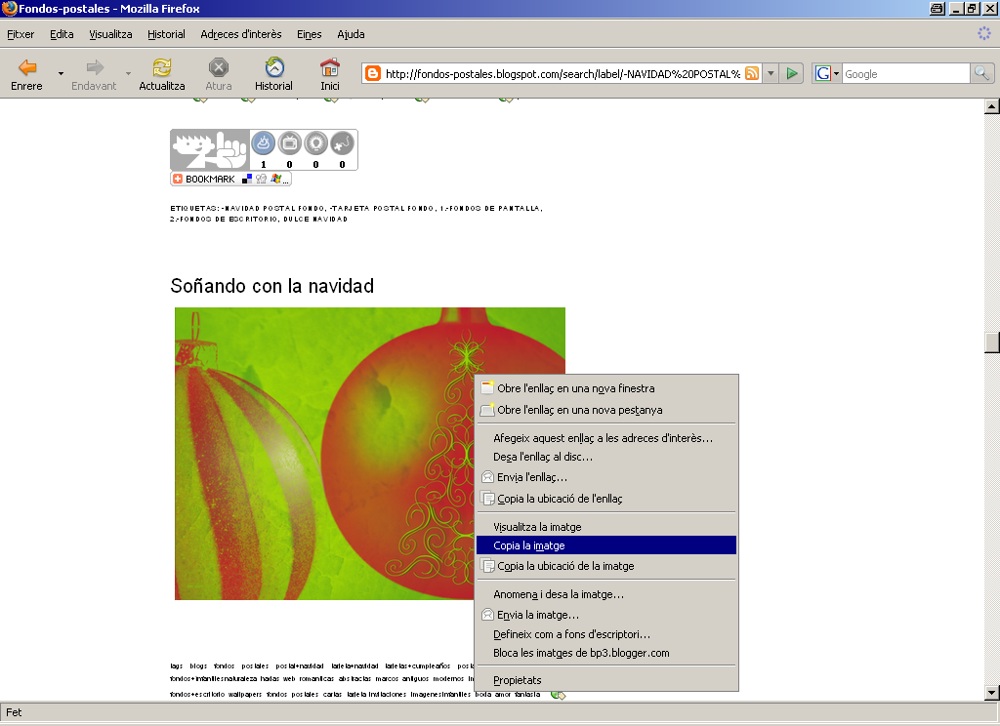 Fondos-postales - Mozilla Firefox
Fitxer Edita Visualitza Historial Adreces d'interès Eines Ajuda
Enrere Endavant Actualitza Atura Historial Inici
http://fondos-postales.blogspot.com/search/label/-NAVIDAD%20POSTAL%
Google
1 0 0 0
BOOKMARK ...
ETIQUETAS: -NAVIDAD POSTAL FONDO, -TARJETA POSTAL FONDO, 1.-FONDOS DE PANTALLA,
2.-FONDOS DE ESCRITORIO, DULCE NAVIDAD
Soñando con la navidad
Obre l'enllaç en una nova finestra
Obre l'enllaç en una nova pestanya
Afegeix aquest enllaç a les adreces d'interès...
Desa l'enllaç al disc...
Envia l'enllaç...
Copia la ubicació de l'enllaç
Visualitza la imatge
Copia la imatge
Copia la ubicació de la imatge
Anomena i desa la imatge...
Envia la imatge...
Defineix com a fons d'escriptori...
Bloca les imatges de bp3.blogger.com
Propietats
tags blogs fondos postales postal+navidad tarjeta+navidad tarjetas+cumpleaños
fondos+infantiles naturaleza hadas web romanticas abstractas marcos antiguos modernos
fondos+escritorio wallpapers fondos postales cartas tarjeta invitaciones imagenes infantiles boda amor fantasia
Fet